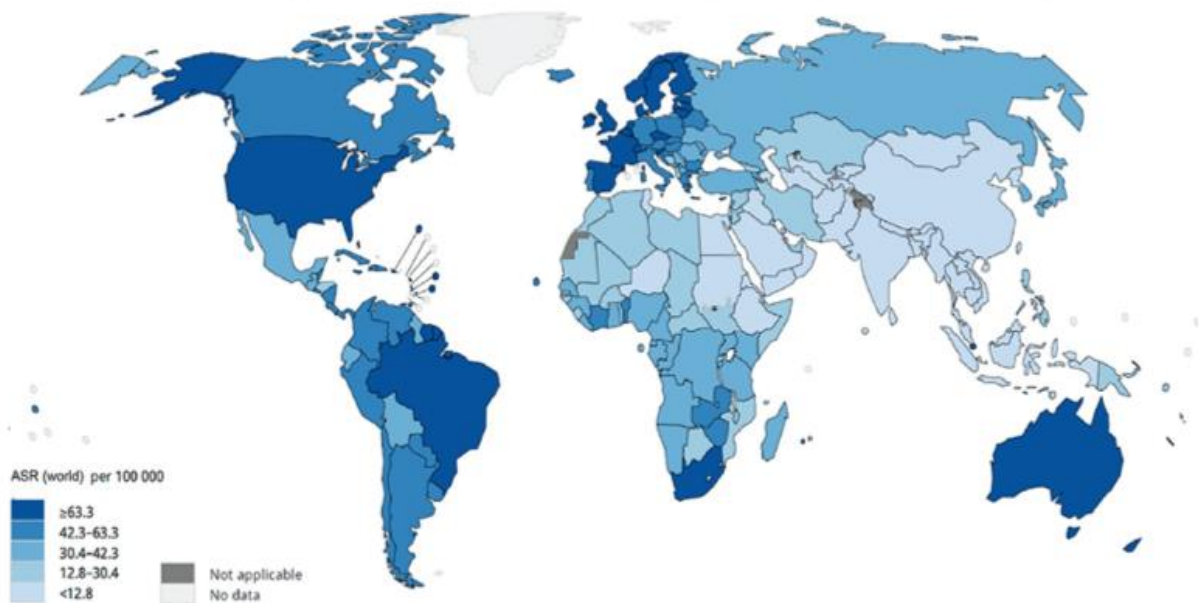 ASR (world) per 100 000
≥63.3
42.3–63.3
30.4–42.3
12.8–30.4
<12.8
Not applicable
No data